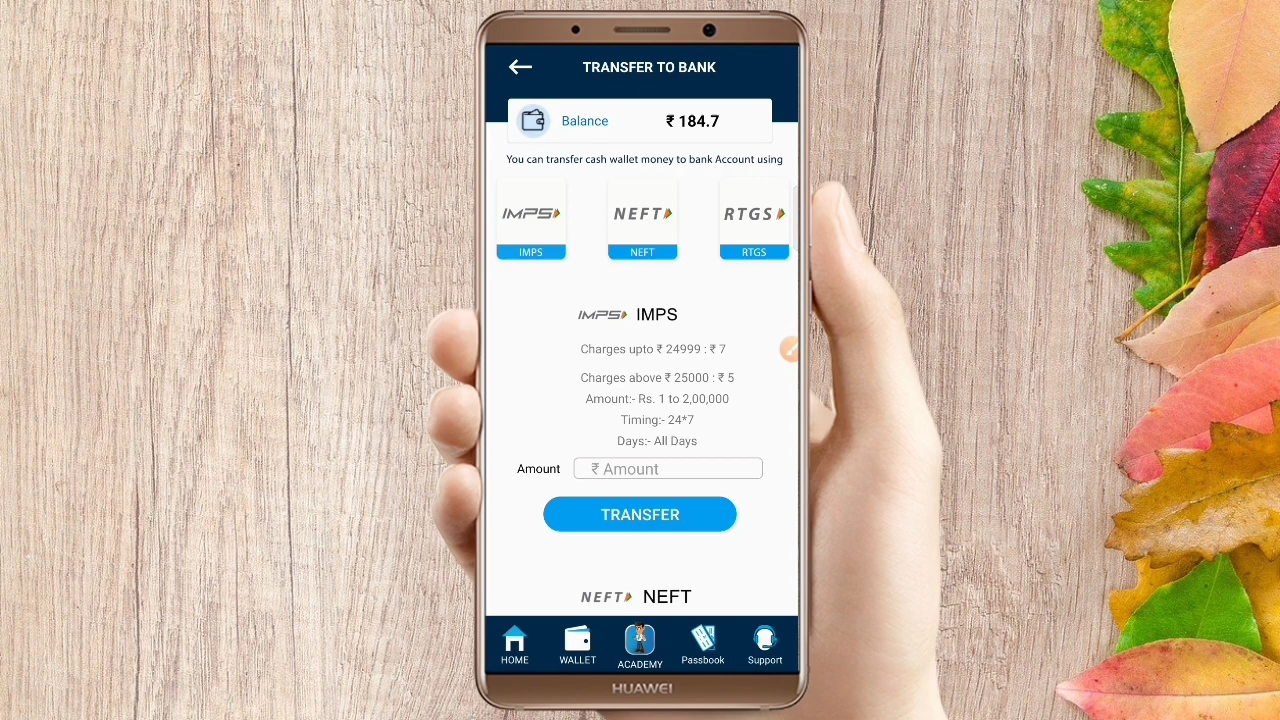 TRANSFER TO BANK
Balance ₹ 184.7
You can transfer cash wallet money to bank Account using
IMPS NEFT RTGS
IMPS NEFT RTGS
IMPS IMPS
Charges upto ₹ 24999 : ₹ 7
Charges above ₹ 25000 : ₹ 5
Amount:- Rs. 1 to 2,00,000
Timing:- 24*7
Days:- All Days
Amount ₹ Amount
TRANSFER
NEFT NEFT
HOME WALLET ACADEMY Passbook Support
HUAWEI